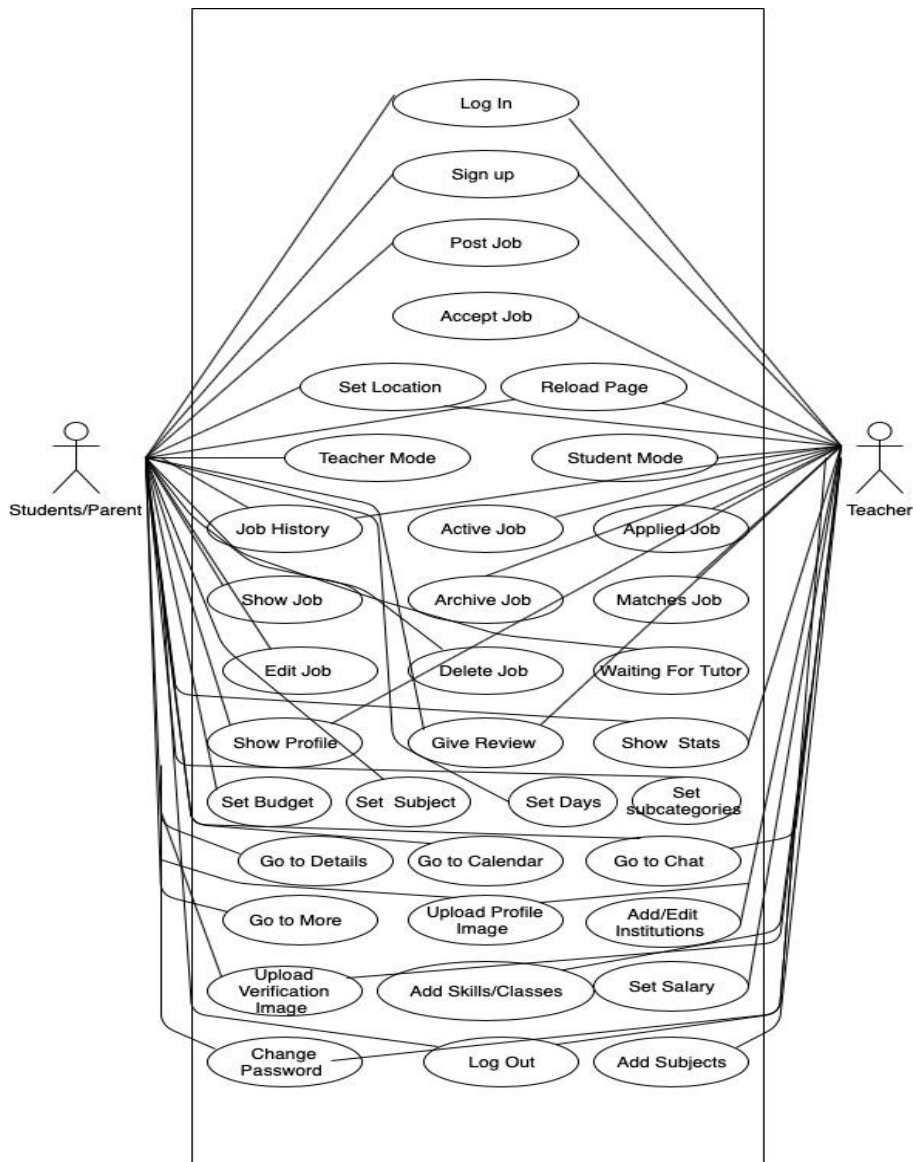 Log In
Sign up
Post Job
Accept Job
Set Location
Reload Page
Teacher Mode
Student Mode
Students/Parent
Teacher
Job History
Active Job
Applied Job
Show Job
Archive Job
Matches Job
Edit Job
Delete Job
Waiting For Tutor
Show Profile
Give Review
Show Stats
Set Budget
Set Subject
Set Days
Set
subcategories
Go to Details
Go to Calendar
Go to Chat
Go to More
Upload Profile
Image
Add/Edit
Institutions
Upload
Verification
Image
Add Skills/Classes
Set Salary
Change
Password
Log Out
Add Subjects